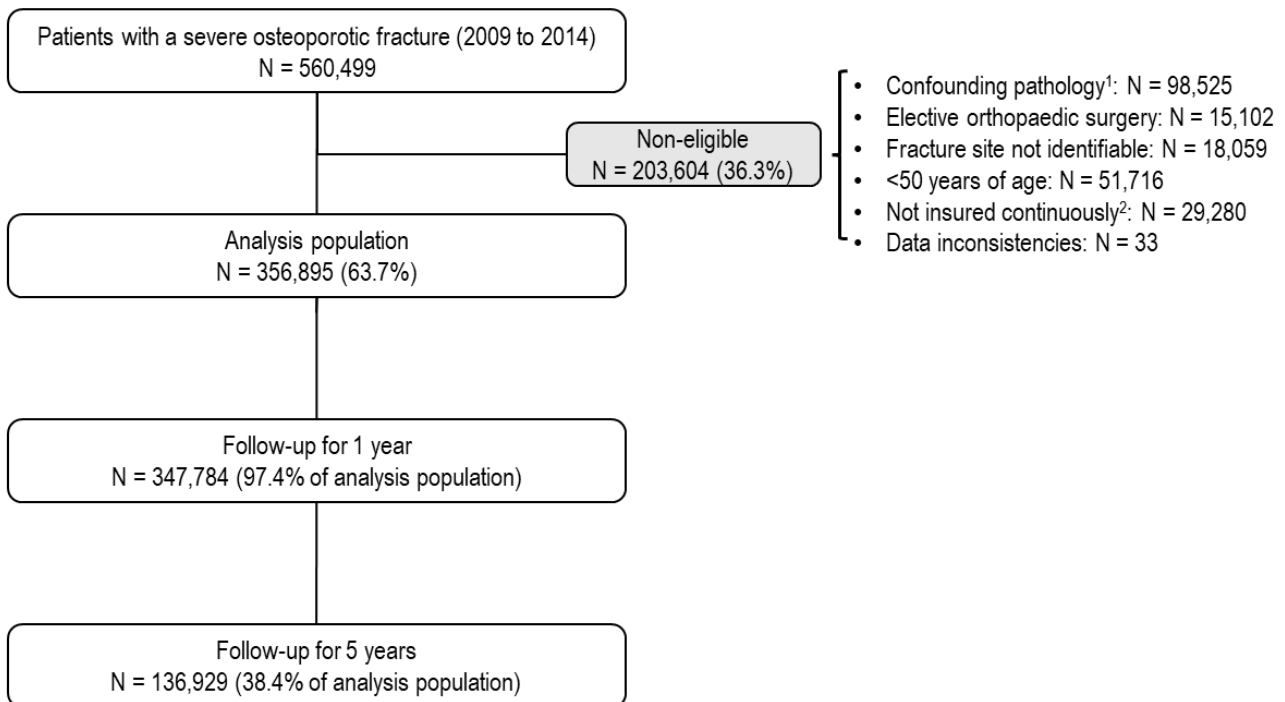 Patients with a severe osteoporotic fracture (2009 to 2014)
N = 560,499
Non-eligible
N = 203,604 (36.3%)
• Confounding pathology¹: N = 98,525
• Elective orthopaedic surgery: N = 15,102
• Fracture site not identifiable: N = 18,059
• <50 years of age: N = 51,716
• Not insured continuously²: N = 29,280
• Data inconsistencies: N = 33
Analysis population
N = 356,895 (63.7%)
Follow-up for 1 year
N = 347,784 (97.4% of analysis population)
Follow-up for 5 years
N = 136,929 (38.4% of analysis population)